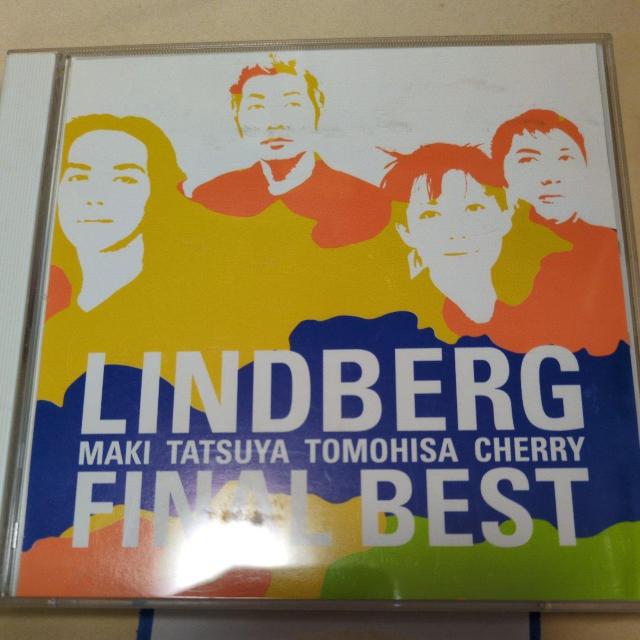 LINDBERG
MAKI TATSUYA TOMOHISA CHERRY
FINAL BEST